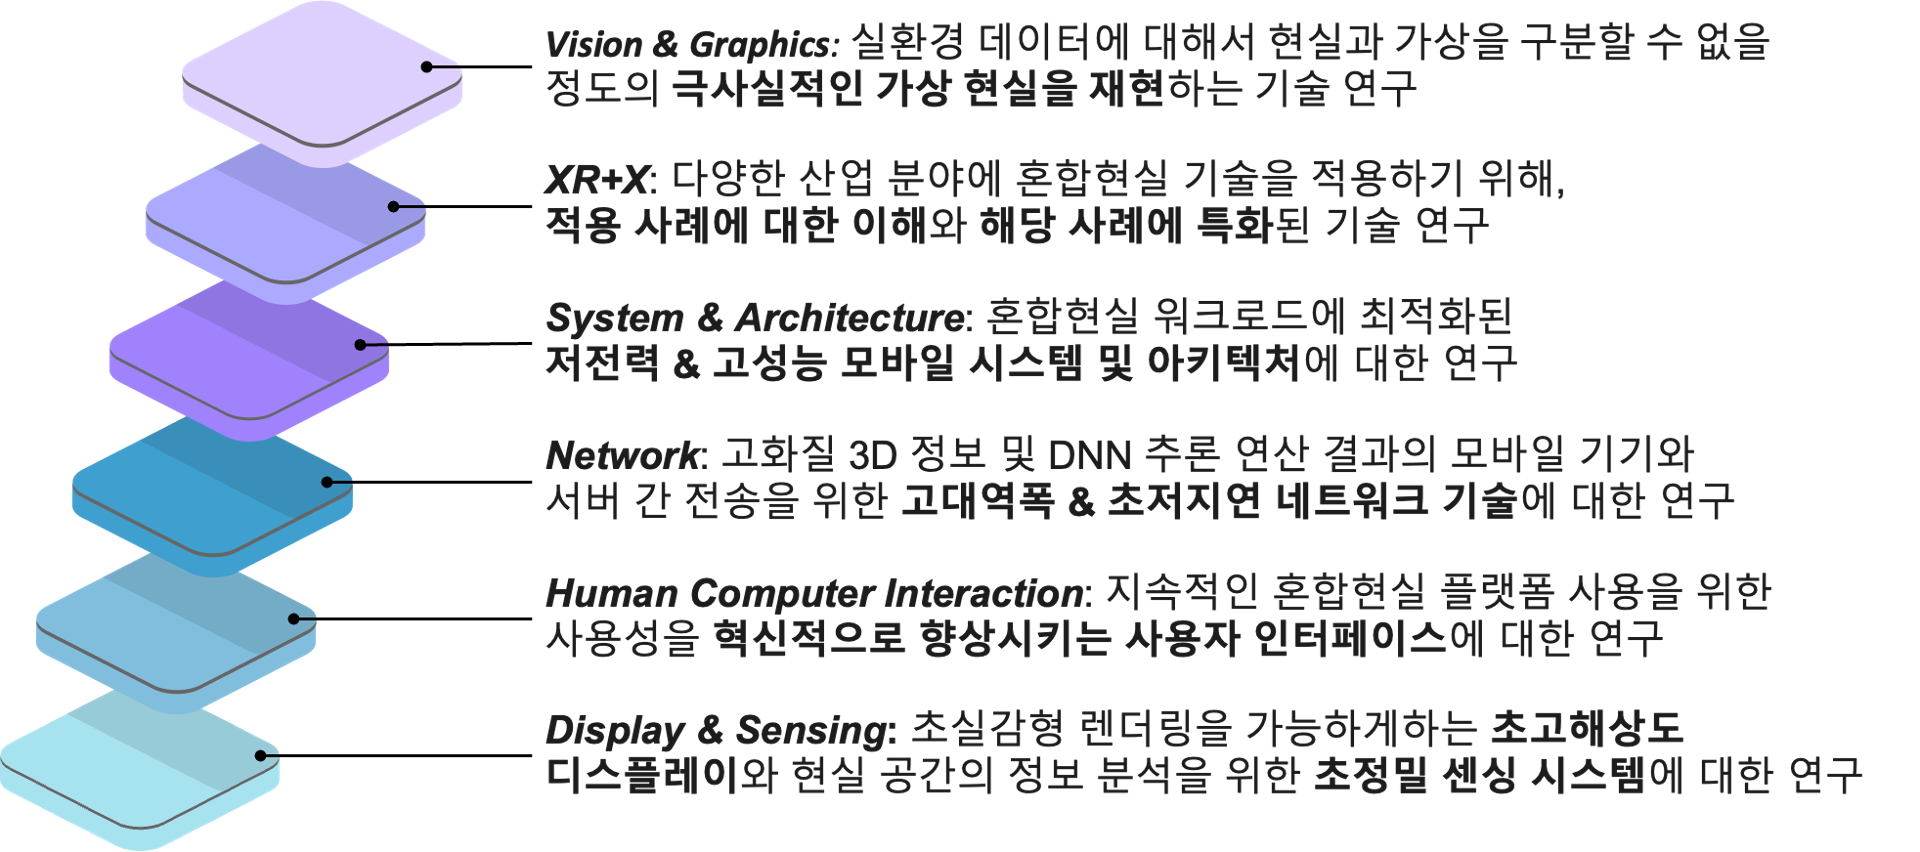 Vision & Graphics: 실환경 데이터에 대해서 현실과 가상을 구분할 수 없을
정도의 극사실적인 가상 현실을 재현하는 기술 연구
XR+X: 다양한 산업 분야에 혼합현실 기술을 적용하기 위해,
적용 사례에 대한 이해와 해당 사례에 특화된 기술 연구
System & Architecture: 혼합현실 워크로드에 최적화된
저전력 & 고성능 모바일 시스템 및 아키텍처에 대한 연구
Network: 고화질 3D 정보 및 DNN 추론 연산 결과의 모바일 기기와
서버 간 전송을 위한 고대역폭 & 초저지연 네트워크 기술에 대한 연구
Human Computer Interaction: 지속적인 혼합현실 플랫폼 사용을 위한
사용성을 혁신적으로 향상시키는 사용자 인터페이스에 대한 연구
Display & Sensing: 초실감형 렌더링을 가능하게하는 초고해상도
디스플레이와 현실 공간의 정보 분석을 위한 초정밀 센싱 시스템에 대한 연구